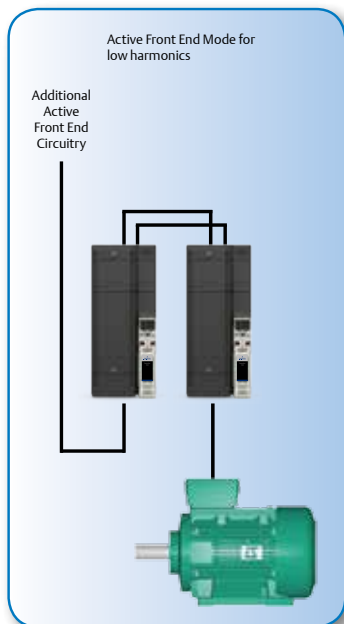 Active Front End Mode for
low harmonics
Additional
Active
Front End
Circuitry